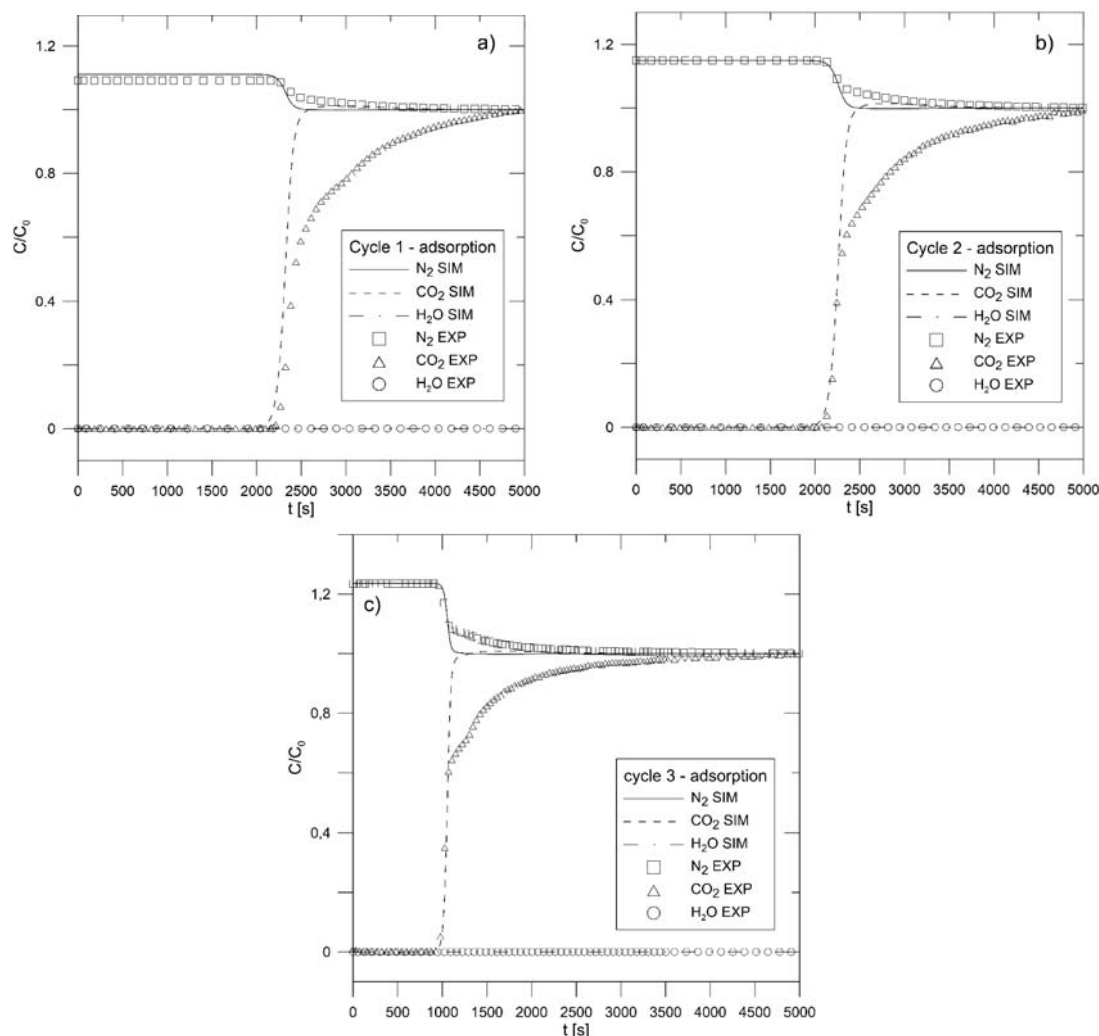 a)
1.2
0.8
0.4
0
C/C₀
Cycle 1 - adsorption
N₂ SIM
CO₂ SIM
H₂O SIM
N₂ EXP
CO₂ EXP
H₂O EXP
0 500 1000 1500 2000 2500 3000 3500 4000 4500 5000
t [s]
b)
1.2
0.8
0.4
0
C/C₀
Cycle 2 - adsorption
N₂ SIM
CO₂ SIM
H₂O SIM
N₂ EXP
CO₂ EXP
H₂O EXP
0 500 1000 1500 2000 2500 3000 3500 4000 4500 5000
t [s]
c)
1,2
0,8
0,4
0
C/C₀
cycle 3 - adsorption
N₂ SIM
CO₂ SIM
H₂O SIM
N₂ EXP
CO₂ EXP
H₂O EXP
0 500 1000 1500 2000 2500 3000 3500 4000 4500 5000
t [s]